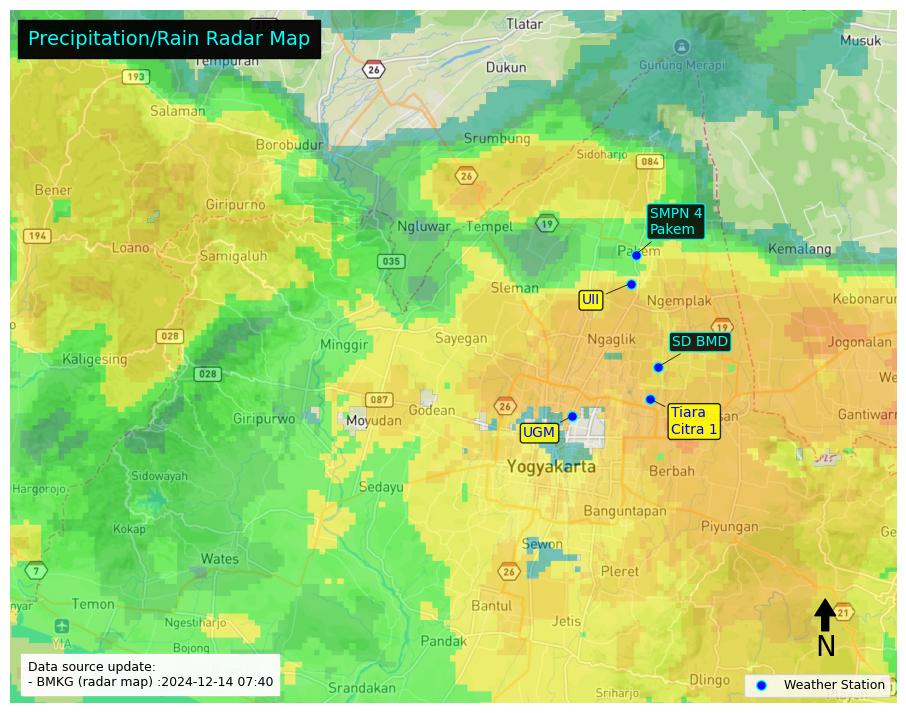 Precipitation/Rain Radar Map
Tlatar
Musuk
Tempuran
26
Dukun
Gunung Merapi
193
Salaman
Borobudur
Srumbung
Sidoharjo
084
26
Bener
Giripurno
SMPN 4
Pakem
194
Loano
Samigaluh
Ngluwar
Tempel
19
Pakem
Kemalang
035
Sleman
UII
Ngemplak
Kebonarum
028
Minggir
Sayegan
Ngaglik
19
Jogonalan
SD BMD
Kaligesing
028
We
087
Godean
26
Giripurwo
Moyudan
UGM
Tiara
Citra 1
san
Gantiwarn
Yogyakarta
Berbah
Hargorojo
Sidowayah
Sedayu
Kokap
Banguntapan
Piyungan
Ge
Wates
Sewon
7
26
Pleret
nyar
Temon
Bantul
21
Ngestiharjo
Jetis
YIA
Bojong
Pandak
N
Data source update:
- BMKG (radar map) :2024-12-14 07:40
Srandakan
Sriharjo
Dlingo
Weather Station